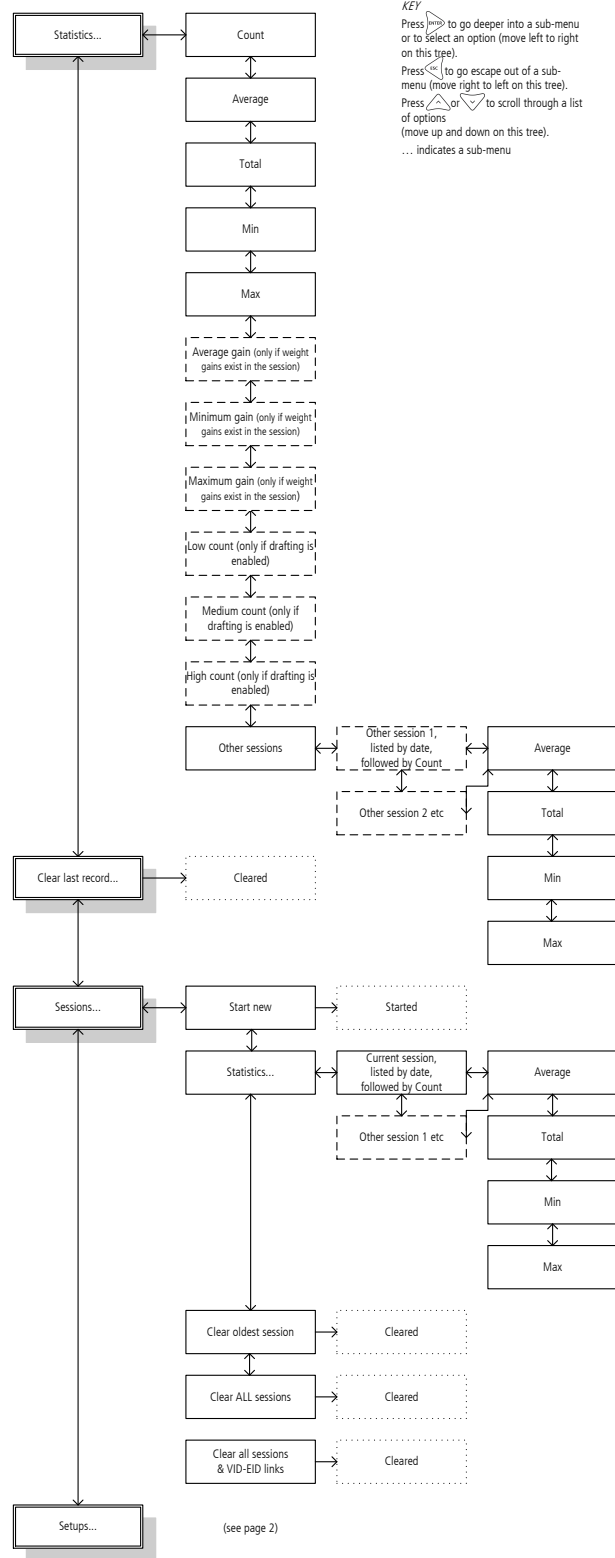 KEY
Press ENTER to go deeper into a sub-menu
or to select an option (move left to right
on this tree).
Press ESC to go escape out of a sub-
menu (move right to left on this tree).
Press or to scroll through a list
of options
(move up and down on this tree).
... indicates a sub-menu
Statistics...
Count
Average
Total
Min
Max
Average gain (only if weight
gains exist in the session)
Minimum gain (only if weight
gains exist in the session)
Maximum gain (only if weight
gains exist in the session)
Low count (only if drafting is
enabled)
Medium count (only if
drafting is enabled)
High count (only if drafting is
enabled)
Other sessions
Other session 1,
listed by date,
followed by Count
Average
Other session 2 etc
Total
Min
Max
Clear last record...
Cleared
Sessions...
Start new
Started
Statistics...
Current session,
listed by date,
followed by Count
Average
Other session 1 etc
Total
Min
Max
Clear oldest session
Cleared
Clear ALL sessions
Cleared
Clear all sessions
& VID-EID links
Cleared
Setups...
(see page 2)